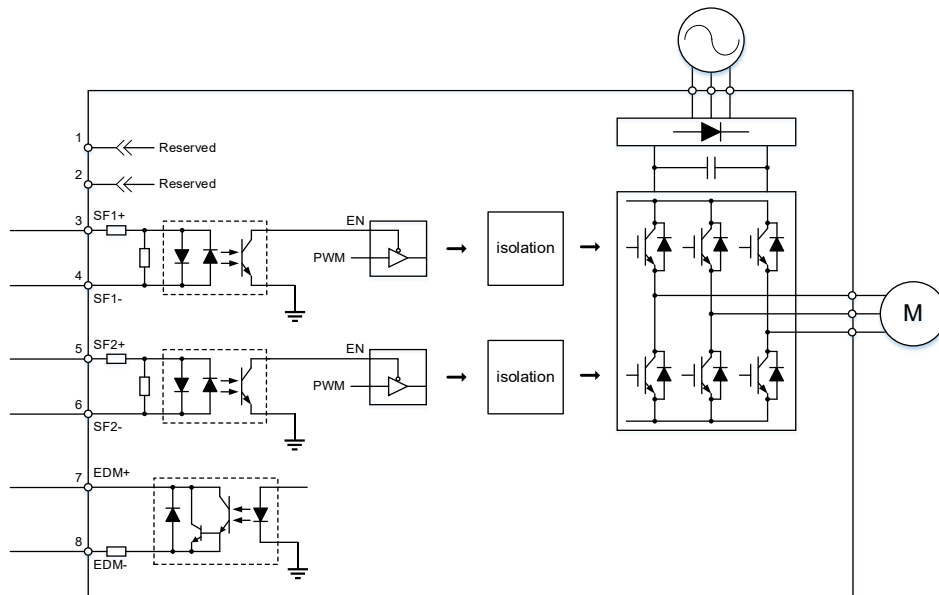 1
Reserved
2
Reserved
3
SF1+
EN
PWM
isolation
4
SF1-
M
5
SF2+
EN
PWM
isolation
6
SF2-
7
EDM+
8
EDM-